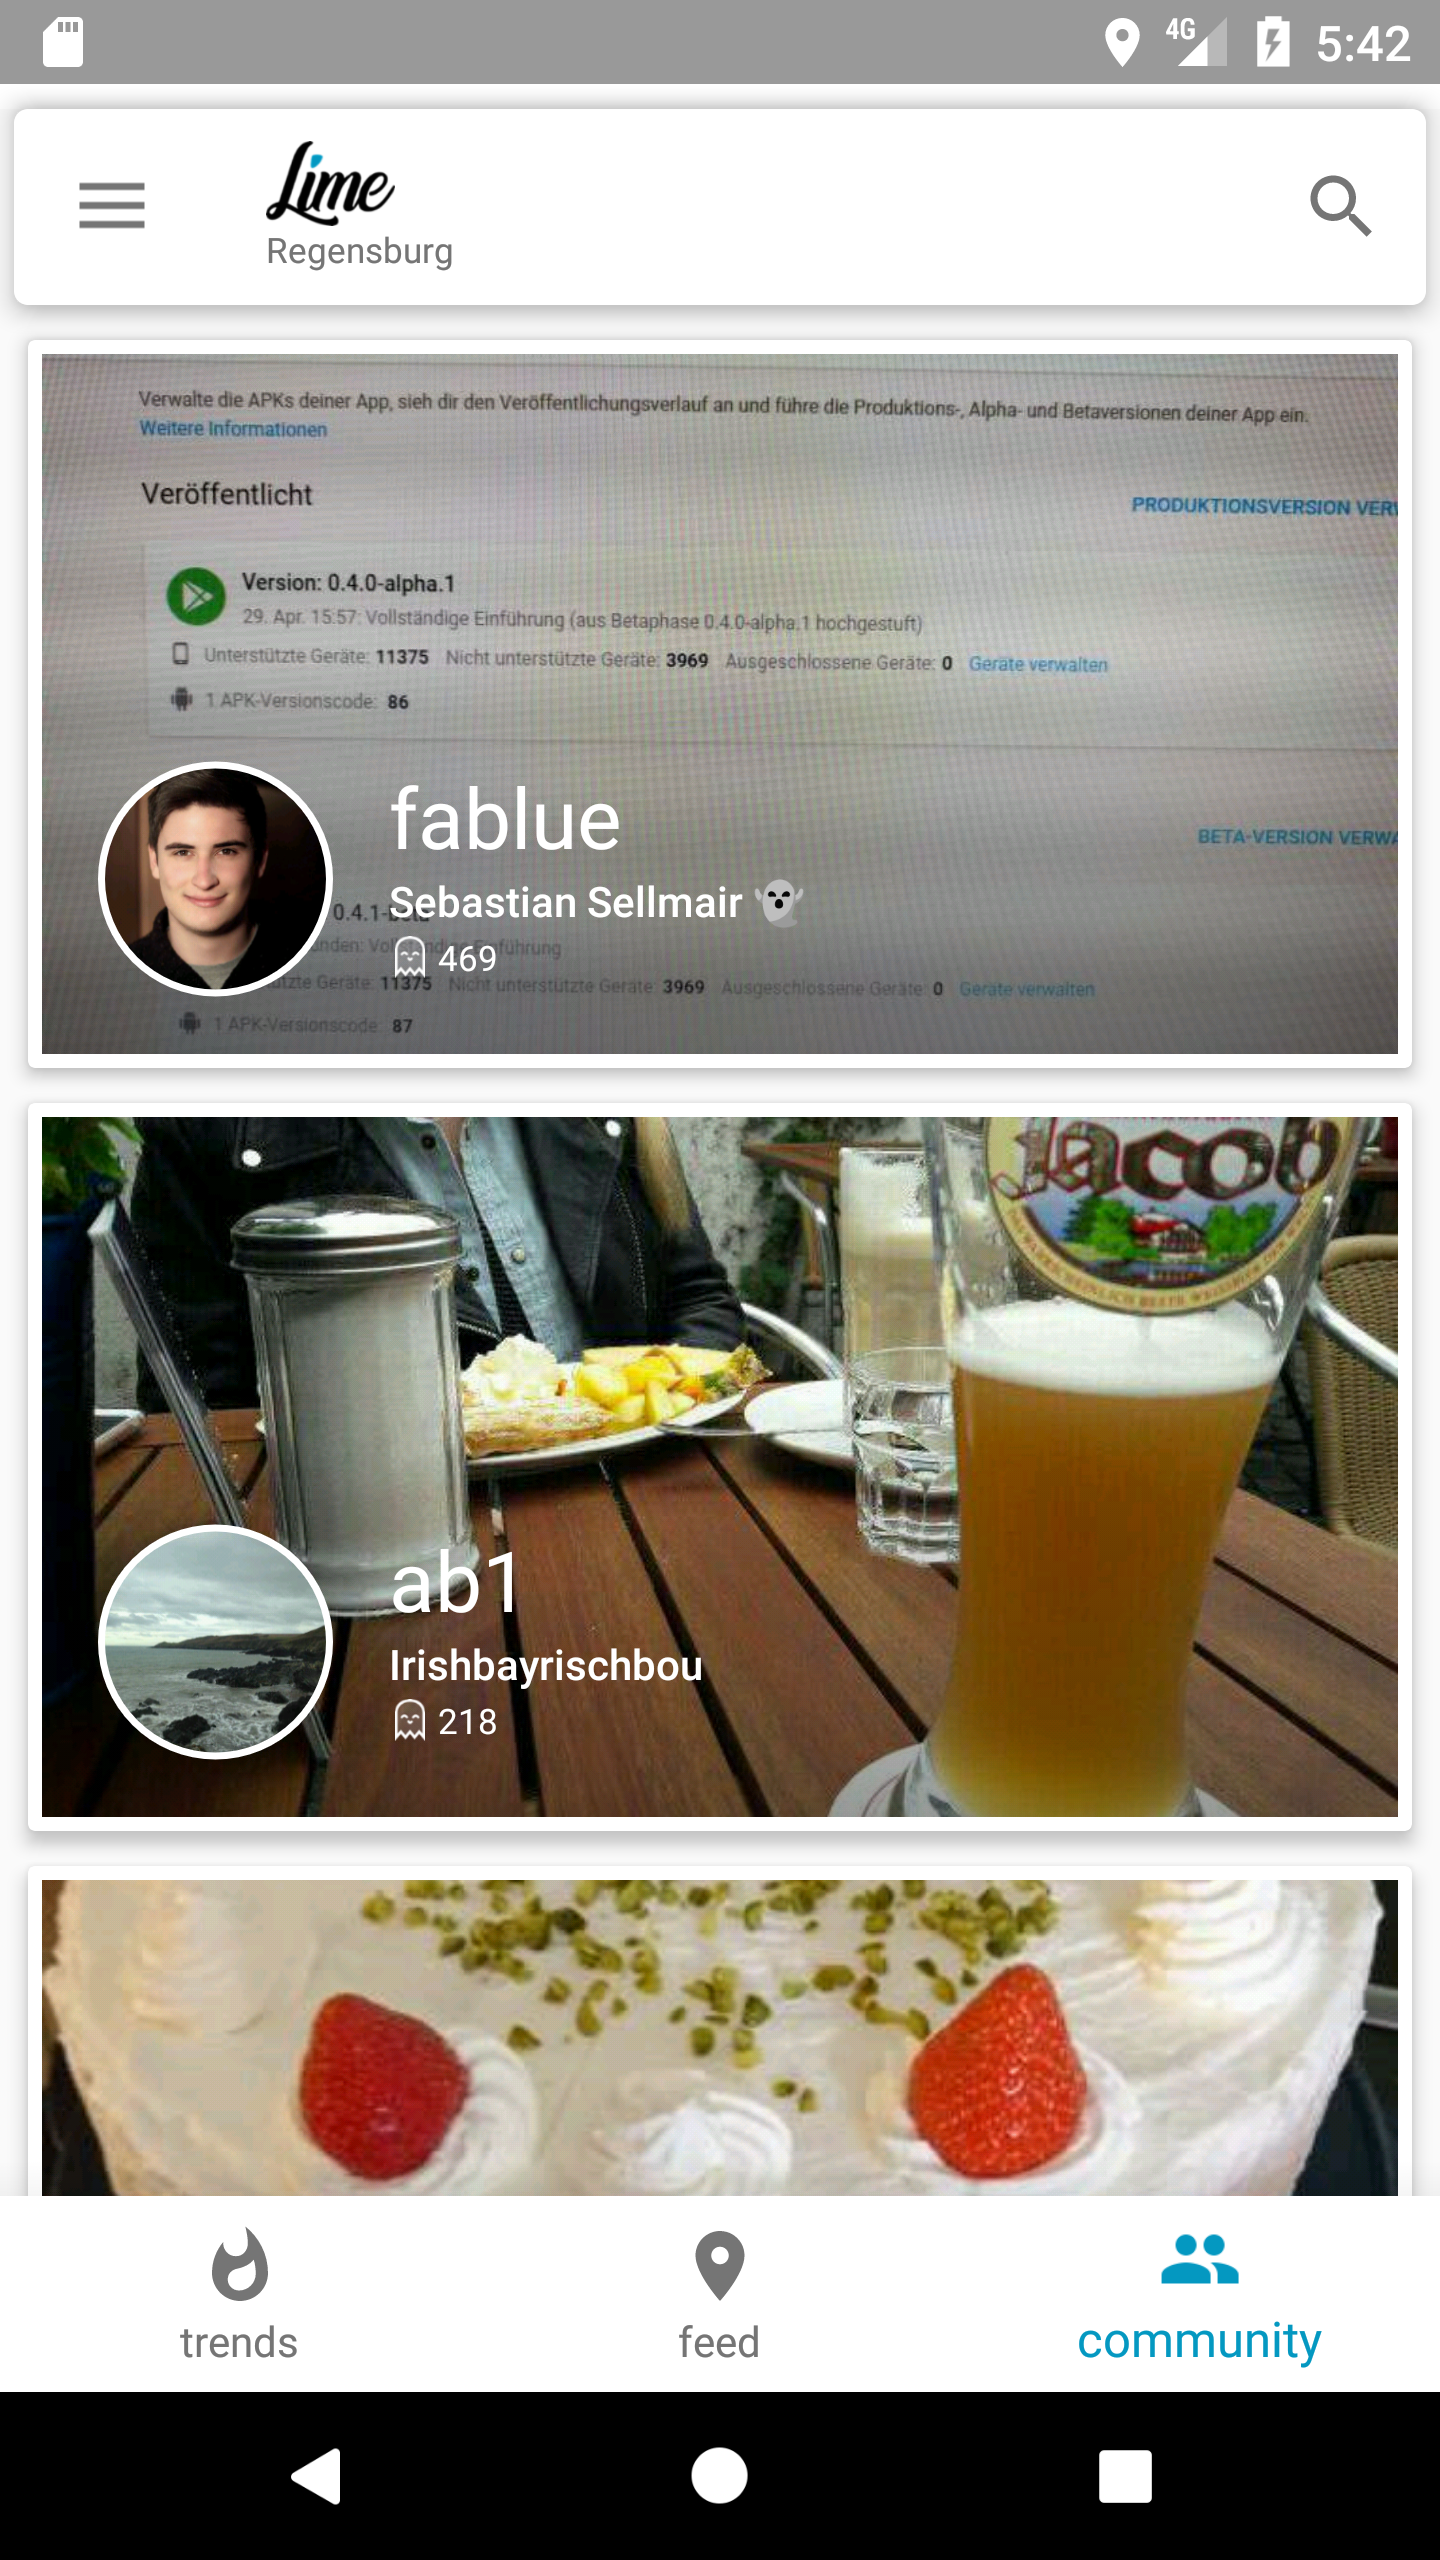 4G 5:42
Lime
Regensburg
Verwalte die APKs deiner App, sieh dir den Veröffentlichungsverlauf an und führe die Produktions-, Alpha- und Betaversionen deiner App ein.
Weitere Informationen
Veröffentlicht
PRODUKTIONSVERSION VERW
Version: 0.4.0-alpha.1
29. Apr. 15:57: Vollständige Einführung (aus Betaphase 0.4.0-alpha.1 hochgestuft)
Unterstützte Geräte: 11375 Nicht unterstützte Geräte: 3969 Ausgeschlossene Geräte: 0 Geräte verwalten
1 APK-Versionscode: 86
fablue
BETA-VERSION VERWA
Sebastian Sellmair 👻
0.4.1-beta
unden: Vollständige Einführung
469
tzte Geräte: 11375 Nicht unterstützte Geräte: 3969 Ausgeschlossene Geräte: 0 Geräte verwalten
1 APK-Versionscode: 87
Jacob
ab1
Irishbayrischbou
218
trends
feed
community